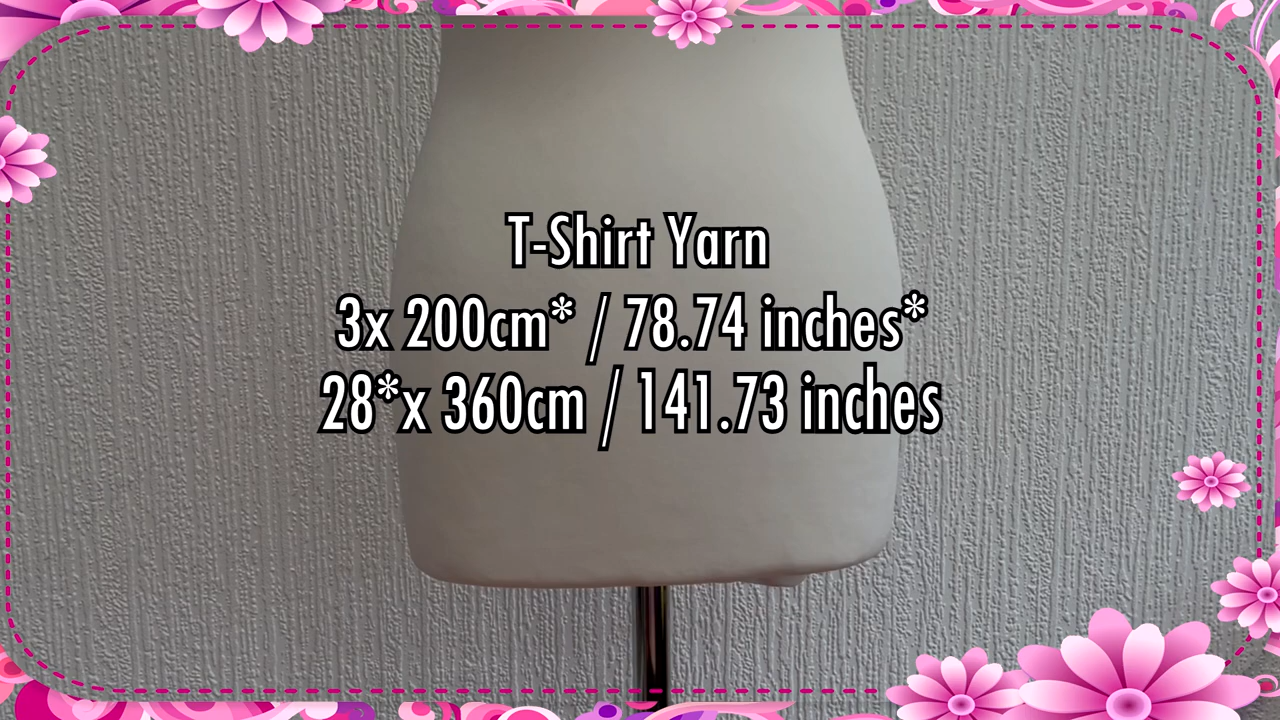 T-Shirt Yarn
3x 200cm* / 78.74 inches*
28*x 360cm / 141.73 inches